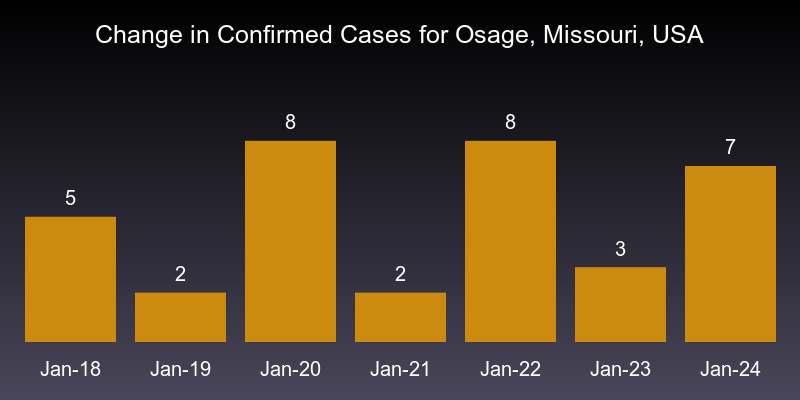 Change in Confirmed Cases for Osage, Missouri, USA
5
2
8
2
8
3
7
Jan-18
Jan-19
Jan-20
Jan-21
Jan-22
Jan-23
Jan-24